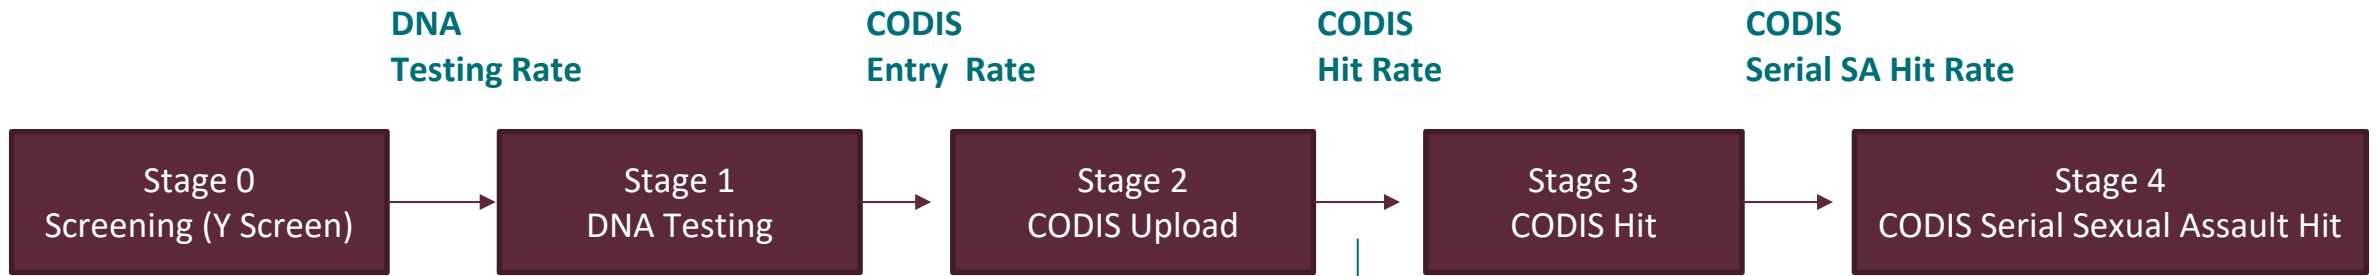 DNA
Testing Rate
CODIS
Entry Rate
CODIS
Hit Rate
CODIS
Serial SA Hit Rate
Stage 0
Screening (Y Screen)
Stage 1
DNA Testing
Stage 2
CODIS Upload
Stage 3
CODIS Hit
Stage 4
CODIS Serial Sexual Assault Hit